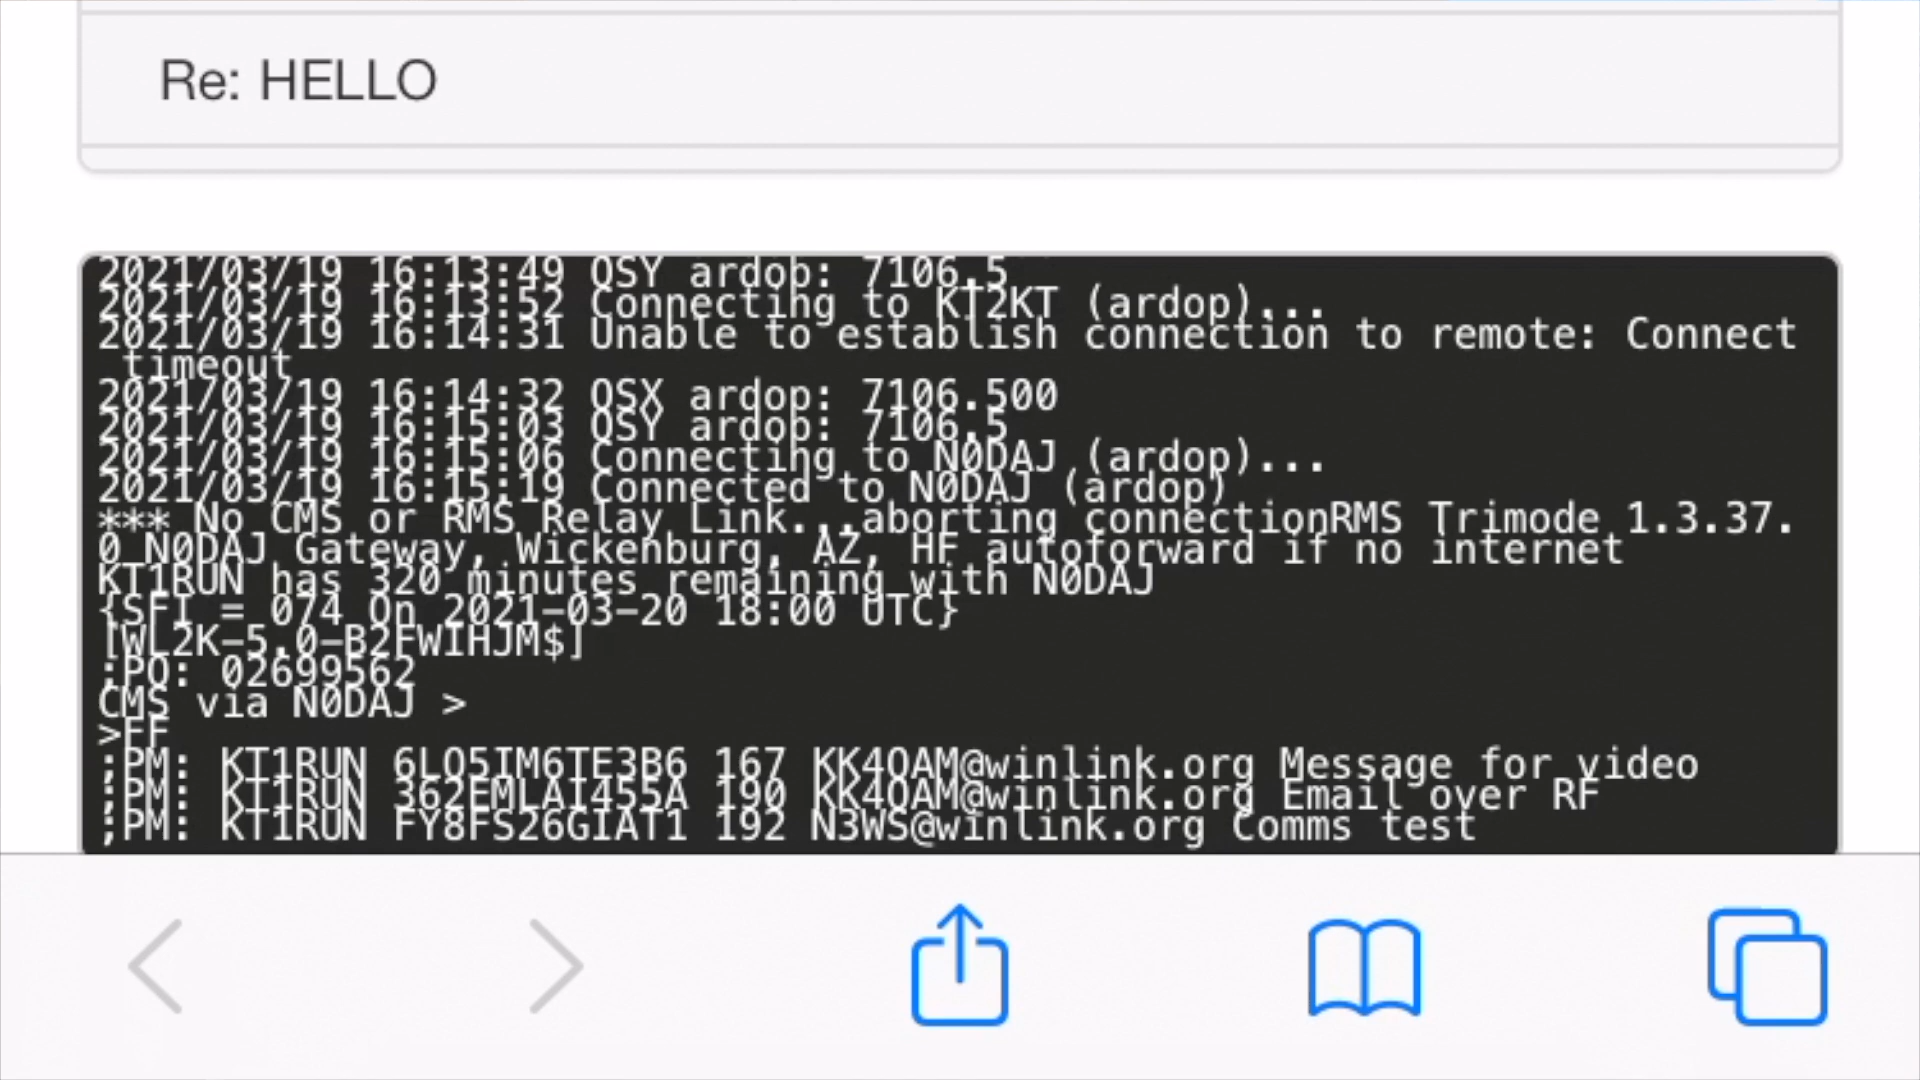 Re: HELLO
2021/03/19 16:13:49 QSY ardop: 7106.5
2021/03/19 16:13:52 Connecting to KT2KT (ardop)...
2021/03/19 16:14:31 Unable to establish connection to remote: Connect
timeout
2021/03/19 16:14:32 QSX ardop: 7106.500
2021/03/19 16:15:03 QSY ardop: 7106.5
2021/03/19 16:15:06 Connecting to N0DAJ (ardop)...
2021/03/19 16:15:19 Connected to N0DAJ (ardop)
*** No CMS or RMS Relay Link...aborting connectionRMS Trimode 1.3.37.
0 N0DAJ Gateway, Wickenburg, AZ, HF autoforward if no internet
KT1RUN has 320 minutes remaining with N0DAJ
{SFI = 074 On 2021-03-20 18:00 UTC}
[WL2K-5.0-B2FWIHJM$]
;PQ: 02699562
CMS via N0DAJ >
>FF
;PM: KT1RUN 6LQ5IM6TE3B6 167 KK4OAM@winlink.org Message for video
;PM: KT1RUN 362EMLAI455A 190 KK4OAM@winlink.org Email over RF
;PM: KT1RUN FY8FS26GIAT1 192 N3WS@winlink.org Comms test